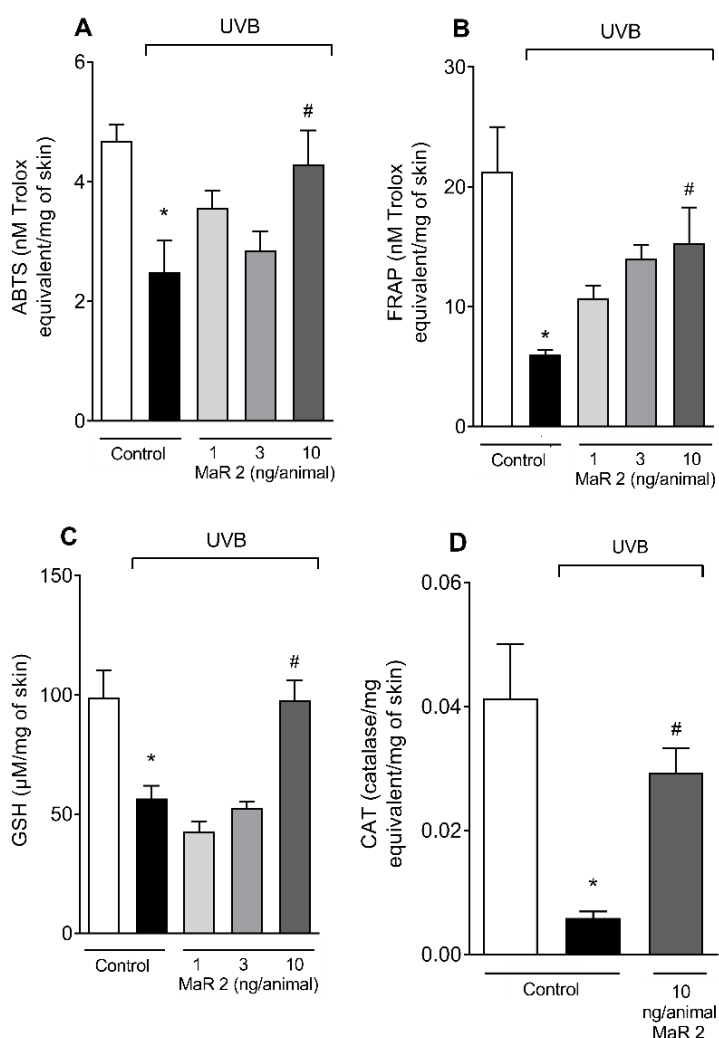 A
UVB
ABTS (nM Trolox
equivalent/mg of skin)
6
4
2
0
*
#
Control
1 3 10
MaR 2 (ng/animal)
B
UVB
FRAP (nM Trolox
equivalent/mg of skin)
30
20
10
0
*
#
Control
1 3 10
MaR 2 (ng/animal)
C
UVB
GSH (µM/mg of skin)
150
100
50
0
*
#
Control
1 3 10
MaR 2 (ng/animal)
D
UVB
CAT (catalase/mg
equivalent/mg of skin)
0.06
0.04
0.02
0.00
*
#
Control
10
ng/animal
MaR 2